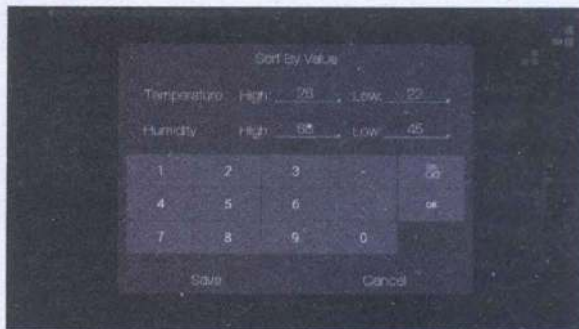 Sort By Value
Temperature High: 28 Low: 22
Humidity High: Low: 45
1 2 3 -
4 5 6 .
7 8 9 0
Save Cancel